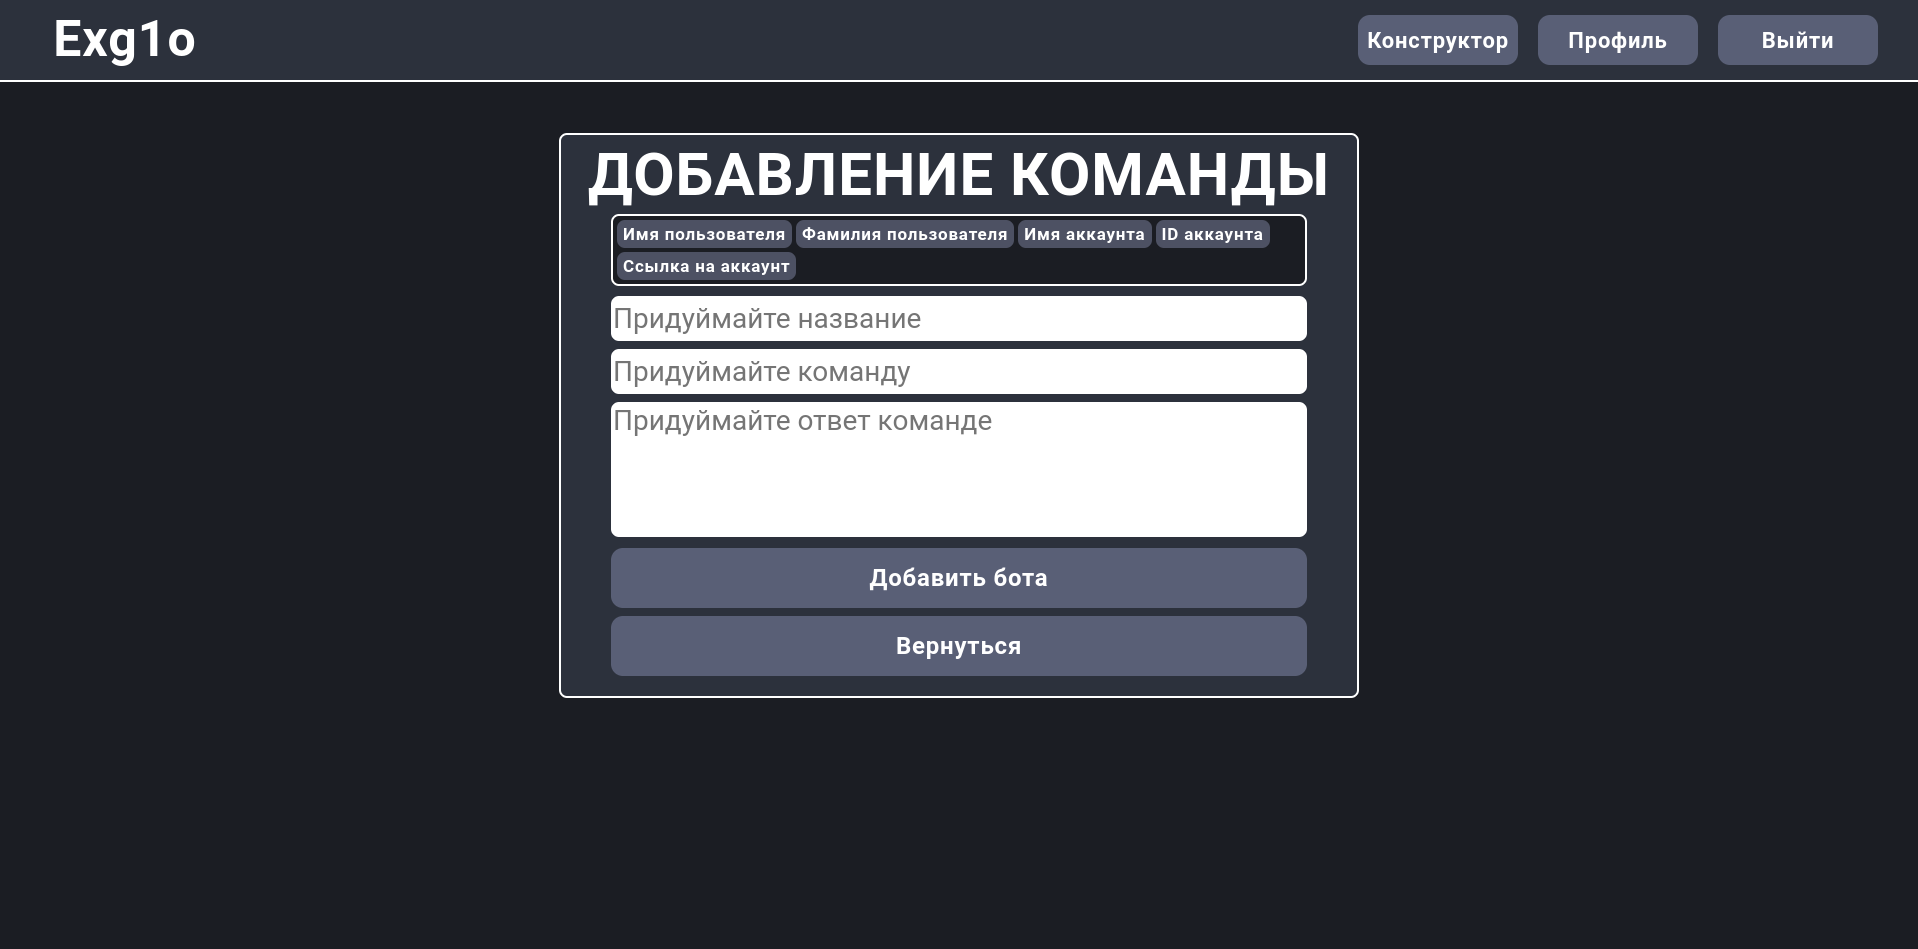 Exg1o
Конструктор
Профиль
Выйти
ДОБАВЛЕНИЕ КОМАНДЫ
Имя пользователя Фамилия пользователя Имя аккаунта ID аккаунта
Ссылка на аккаунт
Придуймайте название
Придуймайте команду
Придуймайте ответ команде
Добавить бота
Вернуться